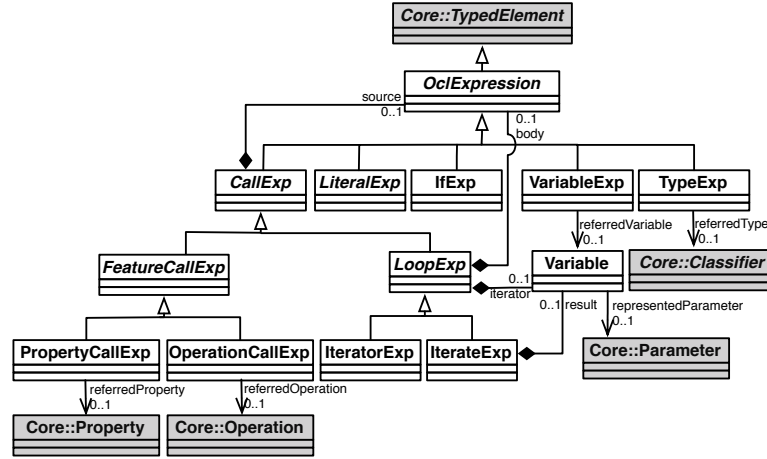 Core::TypedElement
OclExpression
source
0..1
0..1
body
CallExp
LiteralExp
IfExp
VariableExp
TypeExp
referredVariable
0..1
referredType
0..1
FeatureCallExp
LoopExp
0..1
iterator
Variable
Core::Classifier
0..1
result
representedParameter
0..1
PropertyCallExp
OperationCallExp
IteratorExp
IterateExp
Core::Parameter
referredProperty
0..1
referredOperation
0..1
Core::Property
Core::Operation